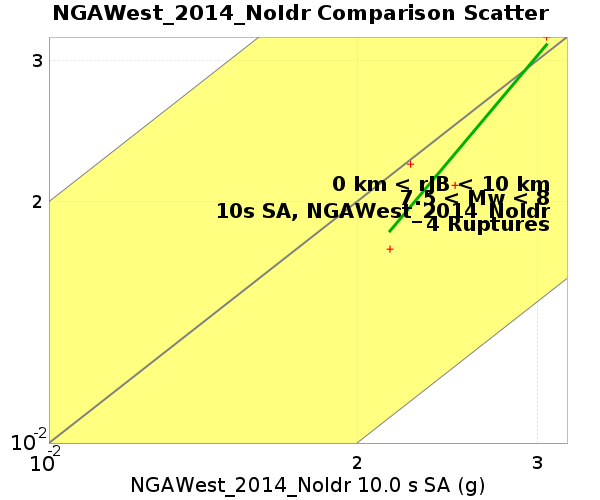 NGAWest_2014_NoIdr Comparison Scatter
3
2
0 km < rJB < 10 km
7.5 < Mw < 8
10s SA, NGAWest_2014_NoIdr
4 Ruptures
10-2
10-2
2
3
NGAWest_2014_NoIdr 10.0 s SA (g)